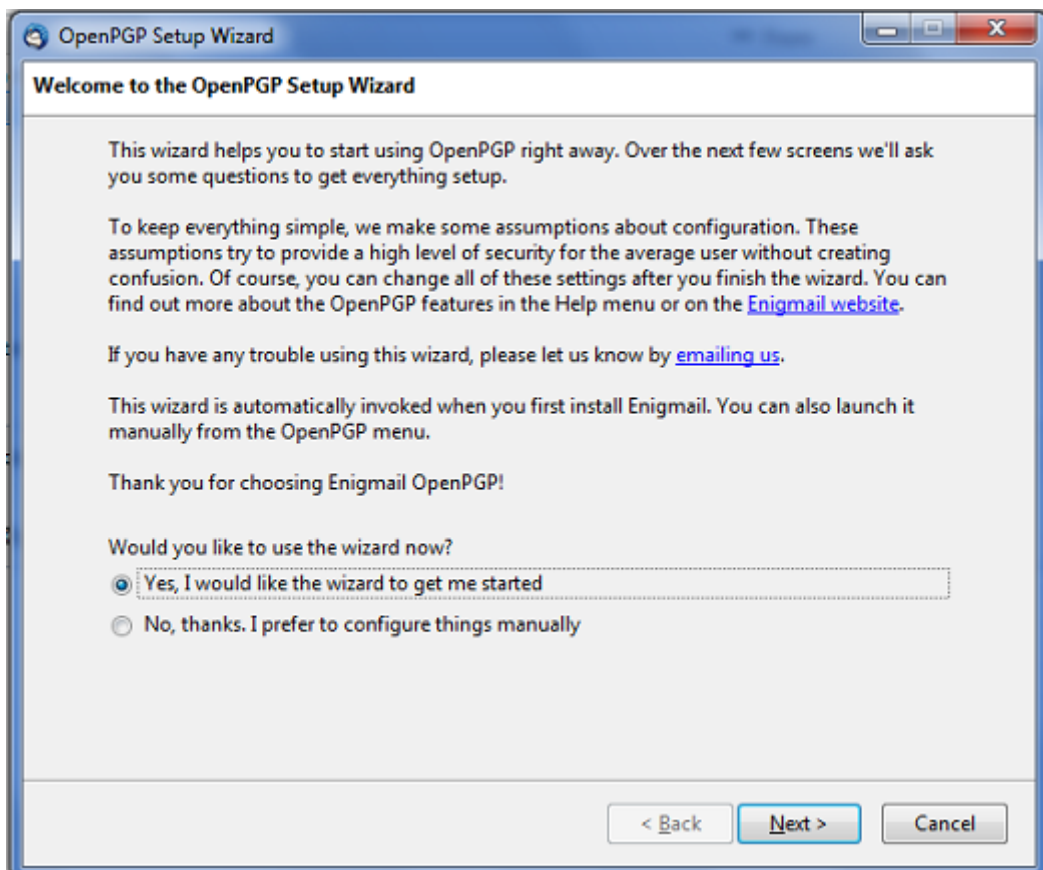 OpenPGP Setup Wizard
Welcome to the OpenPGP Setup Wizard
This wizard helps you to start using OpenPGP right away. Over the next few screens we'll ask
you some questions to get everything setup.
To keep everything simple, we make some assumptions about configuration. These
assumptions try to provide a high level of security for the average user without creating
confusion. Of course, you can change all of these settings after you finish the wizard. You can
find out more about the OpenPGP features in the Help menu or on the Enigmail website.
If you have any trouble using this wizard, please let us know by emailing us.
This wizard is automatically invoked when you first install Enigmail. You can also launch it
manually from the OpenPGP menu.
Thank you for choosing Enigmail OpenPGP!
Would you like to use the wizard now?
Yes, I would like the wizard to get me started
No, thanks. I prefer to configure things manually
< Back Next > Cancel